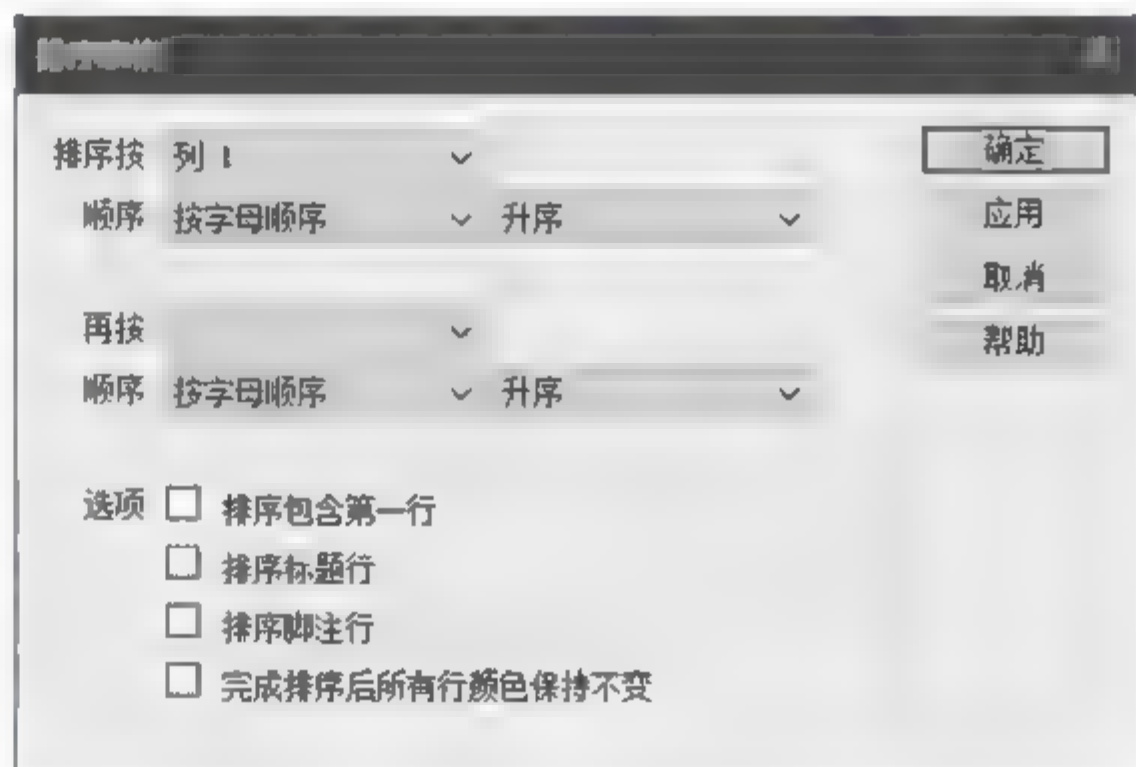 排序按 列 1
确定
顺序 按字母顺序 升序
应用
取消
再按
帮助
顺序 按字母顺序 升序
选项 排序包含第一行
排序标题行
排序脚注行
完成排序后所有行颜色保持不变